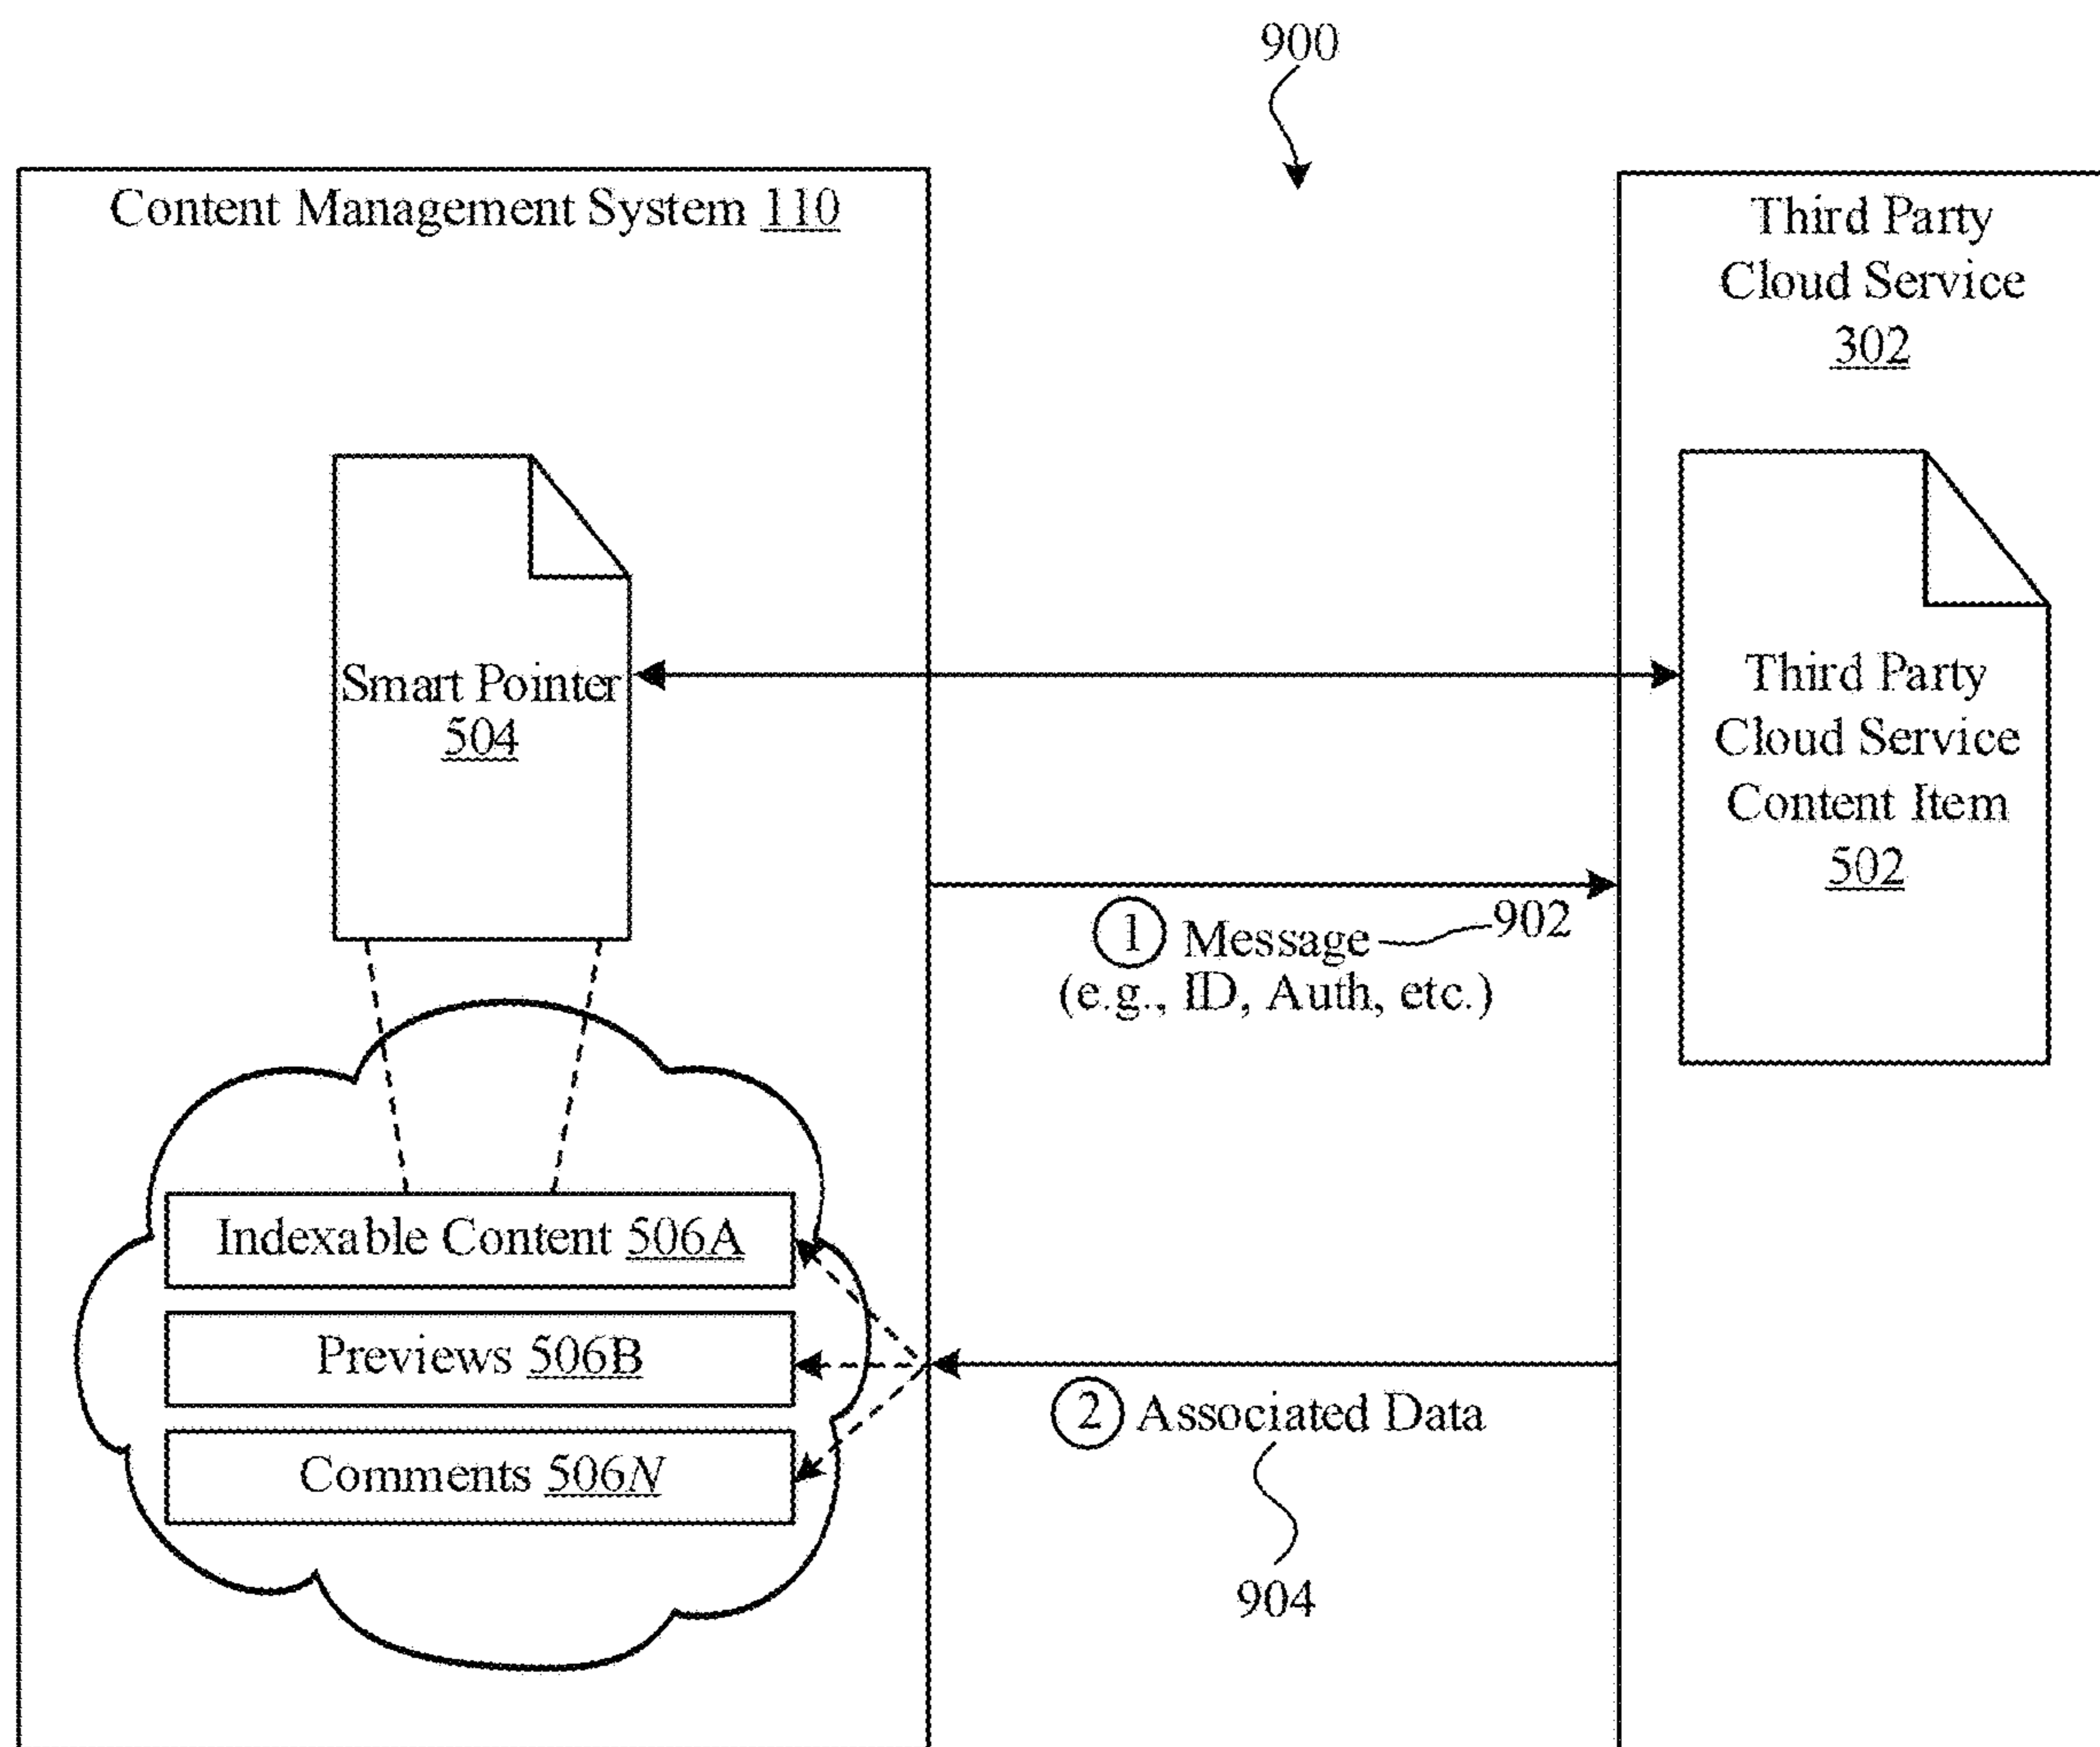 900
Content Management System 110
Third Party
Cloud Service
302
Smart Pointer
504
Third Party
Cloud Service
Content Item
502
1 Message 902
(e.g., ID, Auth, etc.)
Indexable Content 506A
Previews 506B
Comments 506N
2 Associated Data
904